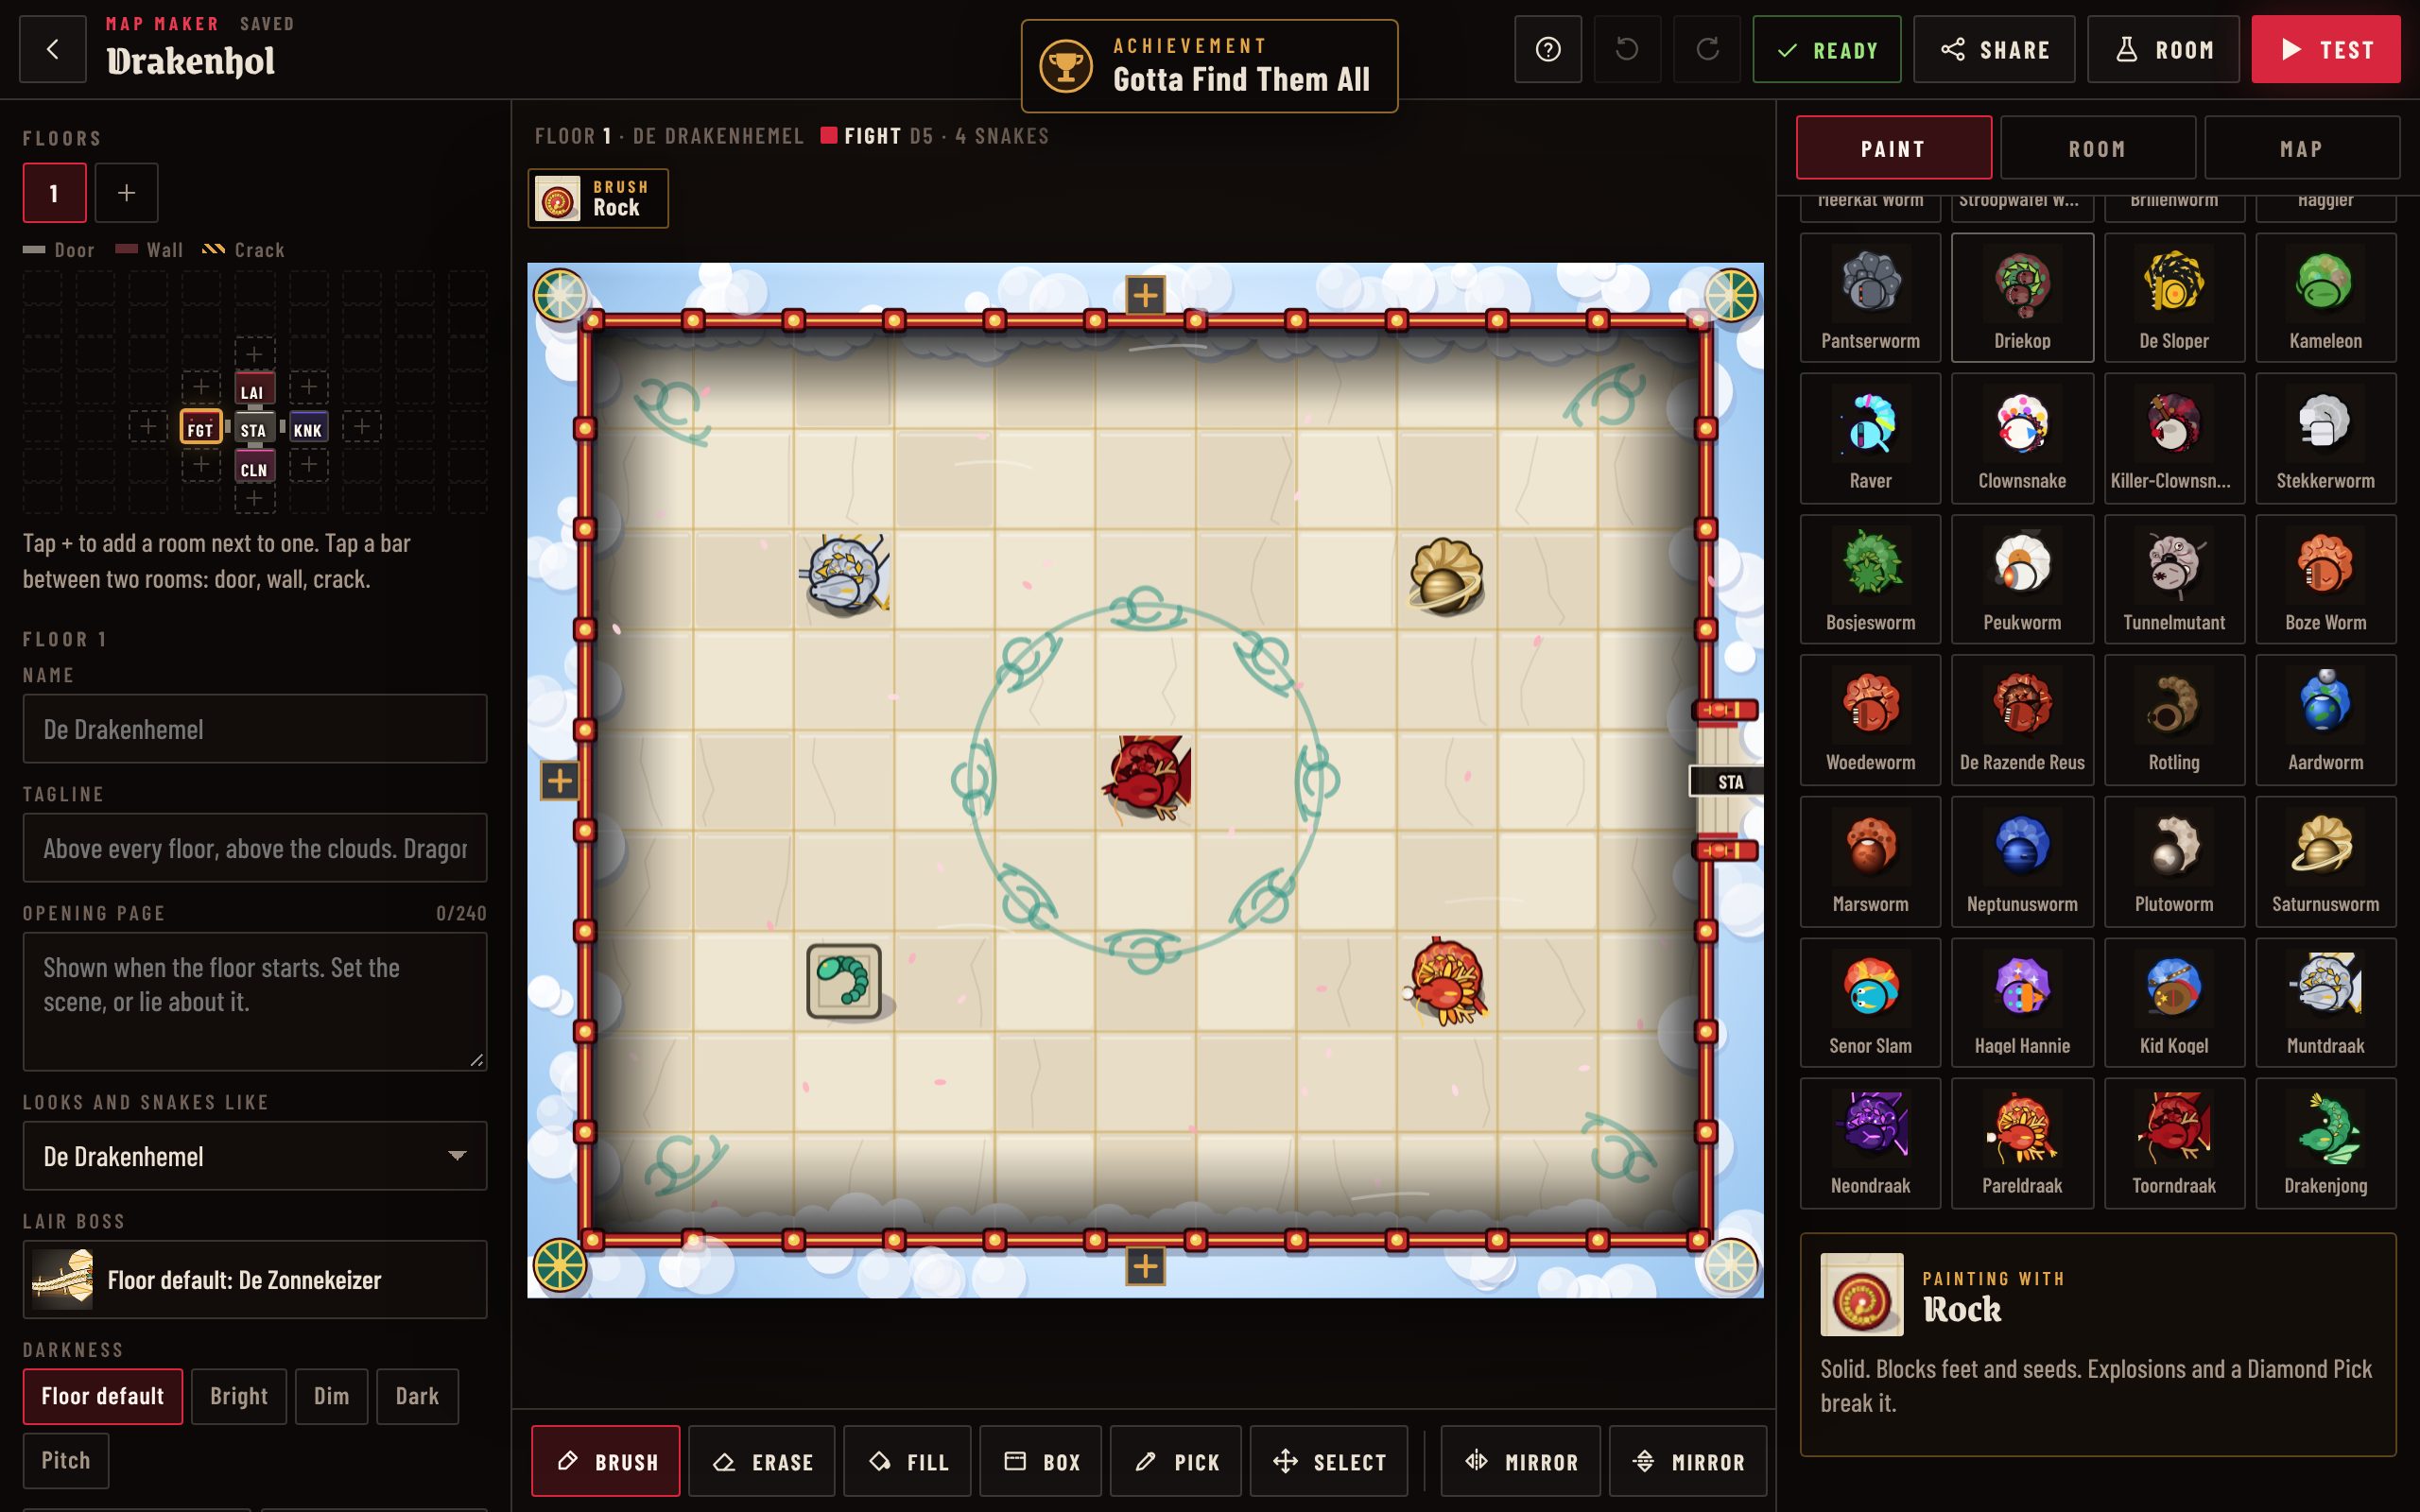 MAP MAKER SAVED
Drakenhol
ACHIEVEMENT
Gotta Find Them All
READY
SHARE
ROOM
TEST
FLOORS
1
Door Wall Crack
LAI
FGT STA KNK
CLN
Tap + to add a room next to one. Tap a bar
between two rooms: door, wall, crack.
FLOOR 1
NAME
De Drakenhemel
TAGLINE
Above every floor, above the clouds. Dragor
OPENING PAGE 0/240
Shown when the floor starts. Set the
scene, or lie about it.
LOOKS AND SNAKES LIKE
De Drakenhemel
LAIR BOSS
Floor default: De Zonnekeizer
DARKNESS
Floor default Bright Dim Dark
Pitch
FLOOR 1 · DE DRAKENHEMEL FIGHT D5 · 4 SNAKES
BRUSH
Rock
STA
BRUSH ERASE FILL BOX PICK SELECT MIRROR MIRROR
PAINT ROOM MAP
Meerkat Worm Stroopwafel W... Brillenworm Haggler
Pantserworm Driekop De Sloper Kameleon
Raver Clownsnake Killer-Clownsn... Stekkerworm
Bosjesworm Peukworm Tunnelmutant Boze Worm
Woedeworm De Razende Reus Rotling Aardworm
Marsworm Neptunusworm Plutoworm Saturnusworm
Senor Slam Hagel Hannie Kid Kogel Muntdraak
Neondraak Pareldraak Toorndraak Drakenjong
PAINTING WITH
Rock
Solid. Blocks feet and seeds. Explosions and a Diamond Pick
break it.